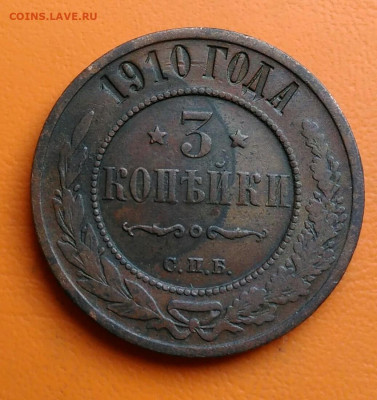 COINS.LAVE.RU
1910 ГОДА
3
КОПѢЙКИ
С.П.Б.